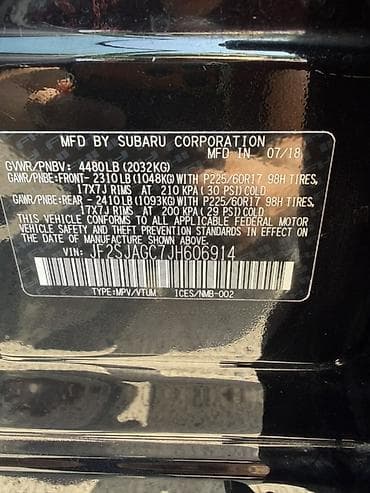 MFD BY SUBARU CORPORATION
MADE IN JAPAN 07/18
GVWR/PNBV: 4480LB(2032KG)
GAWR/PNBE:FRONT-2310LB(1048KG)WITH P225/60R17 98H TIRES,
17X7J RIMS AT 210 KPA(30 PSI)COLD
GAWR/PNBE:REAR -2410LB(1093KG)WITH P225/60R17 98H TIRES,
17X7J RIMS AT 200 KPA(29 PSI)COLD
THIS VEHICLE CONFORMS TO ALL APPLICABLE FEDERAL MOTOR
VEHICLE SAFETY AND THEFT PREVENTION STANDARDS IN EFFECT
ON THE DATE OF MANUFACTURE SHOWN ABOVE.
VIN: JF2SJAGC7JH606914
TYPE:MPV/VTUM ICES/NMB-002